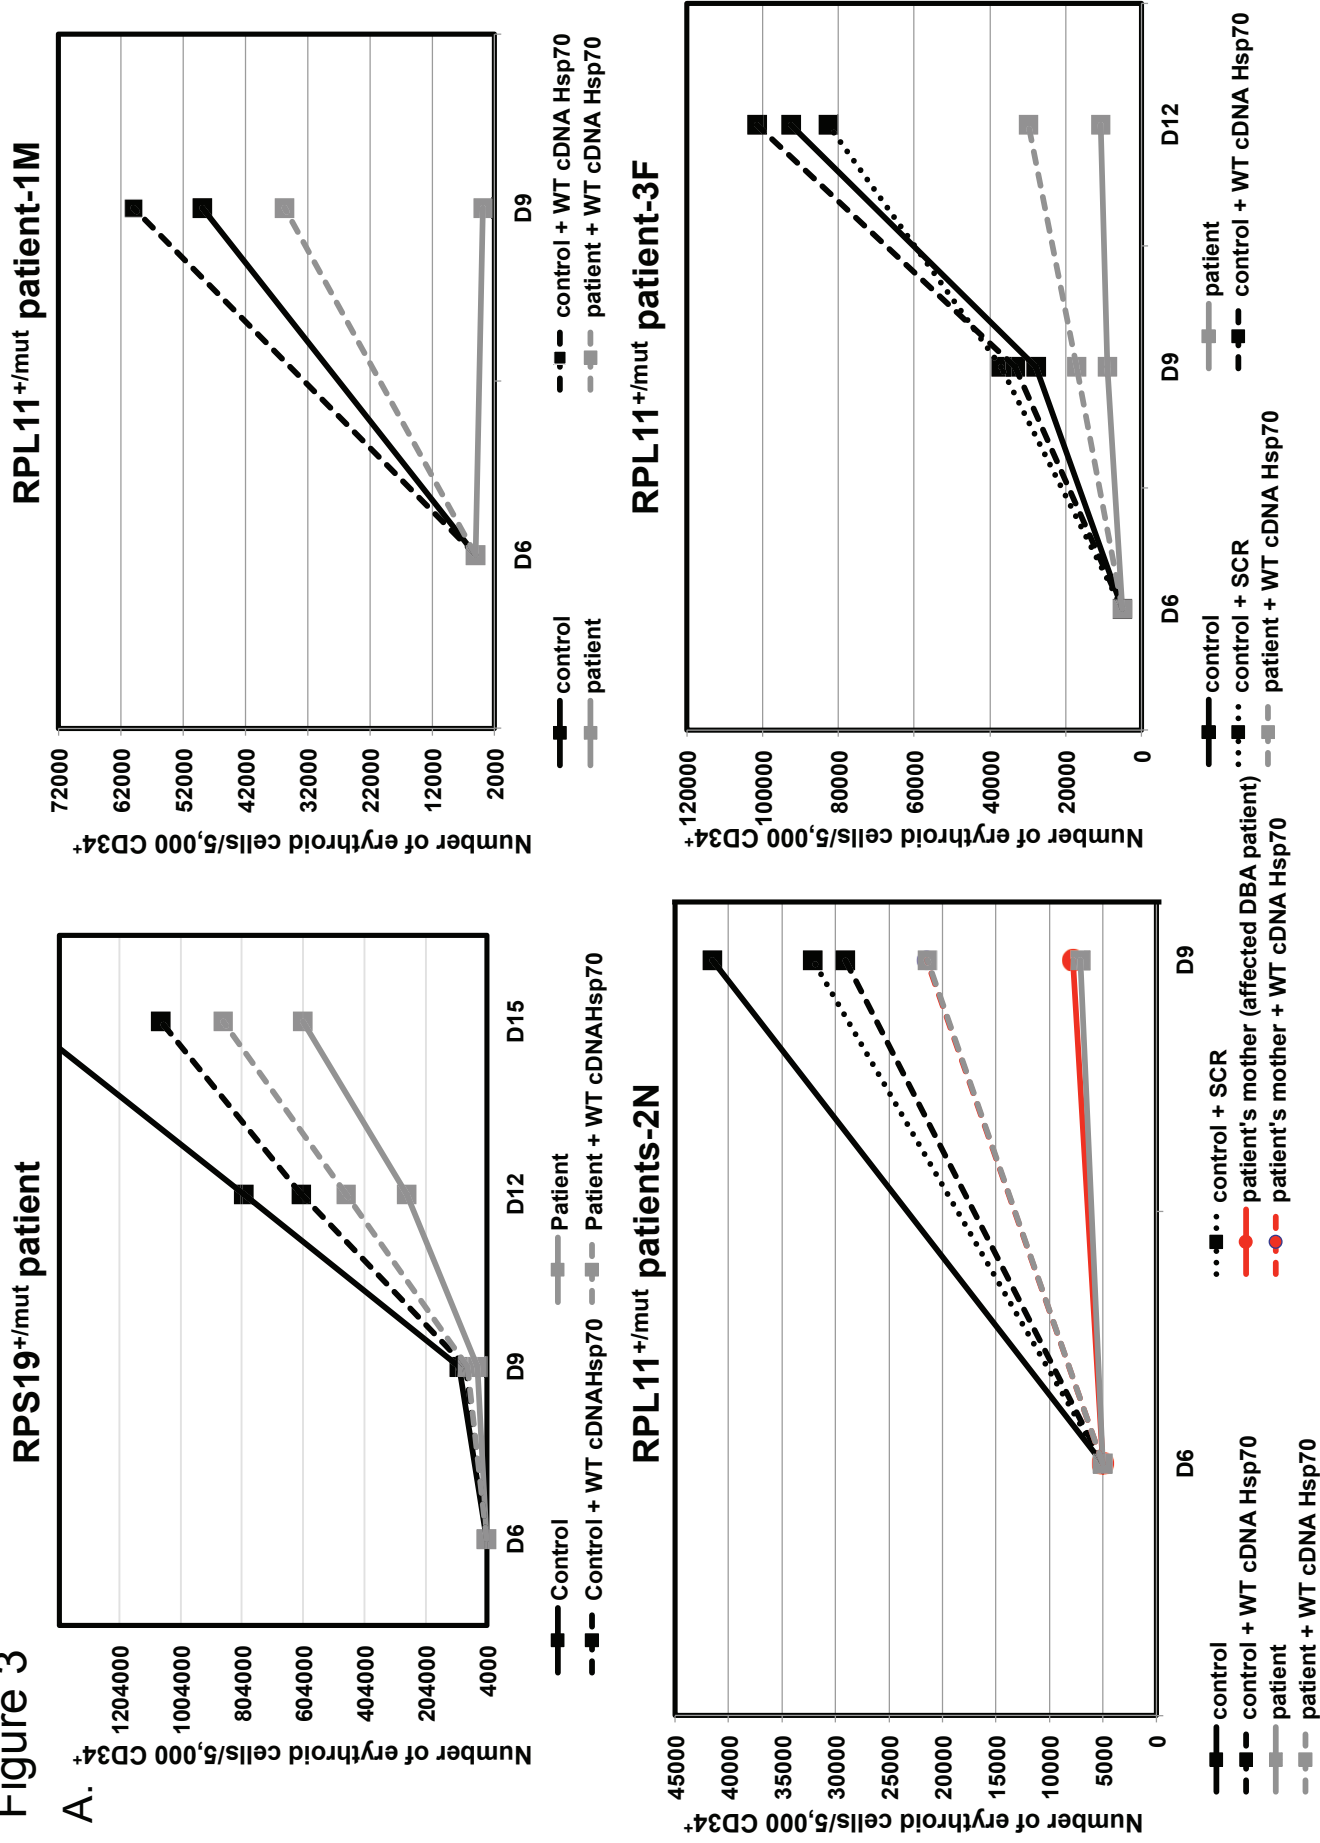 Figure 3
A.
RPS19+/mut patient
Number of erythroid cells/5,000 CD34+
1204000
1004000
804000
604000
404000
204000
4000
D6
D9
D12
D15
Control
Patient
Control + WT cDNAHsp70
Patient + WT cDNAHsp70
RPL11+/mut patient-1M
Number of erythroid cells/5,000 CD34+
72000
62000
52000
42000
32000
22000
12000
2000
D6
D9
control
control + WT cDNA Hsp70
patient
patient + WT cDNA Hsp70
RPL11+/mut patients-2N
Number of erythroid cells/5,000 CD34+
45000
40000
35000
30000
25000
20000
15000
10000
5000
0
D6
D9
control
control + SCR
control + WT cDNA Hsp70
patient's mother (affected DBA patient)
patient
patient's mother + WT cDNA Hsp70
patient + WT cDNA Hsp70
RPL11+/mut patient-3F
Number of erythroid cells/5,000 CD34+
120000
100000
80000
60000
40000
20000
0
D6
D9
D12
control
patient
control + SCR
control + WT cDNA Hsp70
patient + WT cDNA Hsp70